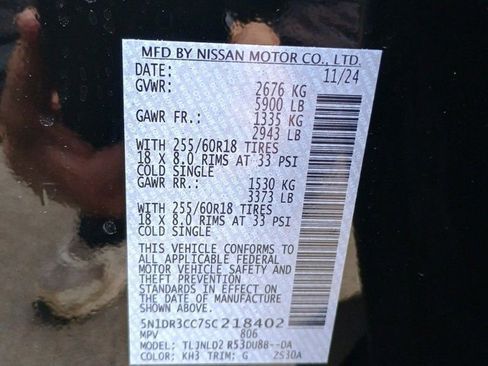 MFD BY NISSAN MOTOR CO., LTD.
DATE: 11/24
GVWR: 2676 KG
5900 LB
GAWR FR.: 1335 KG
2943 LB
WITH 255/60R18 TIRES
18 X 8.0 RIMS AT 33 PSI
COLD SINGLE
GAWR RR.: 1530 KG
3373 LB
WITH 255/60R18 TIRES
18 X 8.0 RIMS AT 33 PSI
COLD SINGLE
THIS VEHICLE CONFORMS TO
ALL APPLICABLE FEDERAL
MOTOR VEHICLE SAFETY AND
THEFT PREVENTION
STANDARDS IN EFFECT ON
THE DATE OF MANUFACTURE
SHOWN ABOVE.
5N1DR3CC7SC218402
MPV 806
MODEL: TLJNLD2 R53DU88--DA
COLOR: KH3 TRIM: G 2S30A